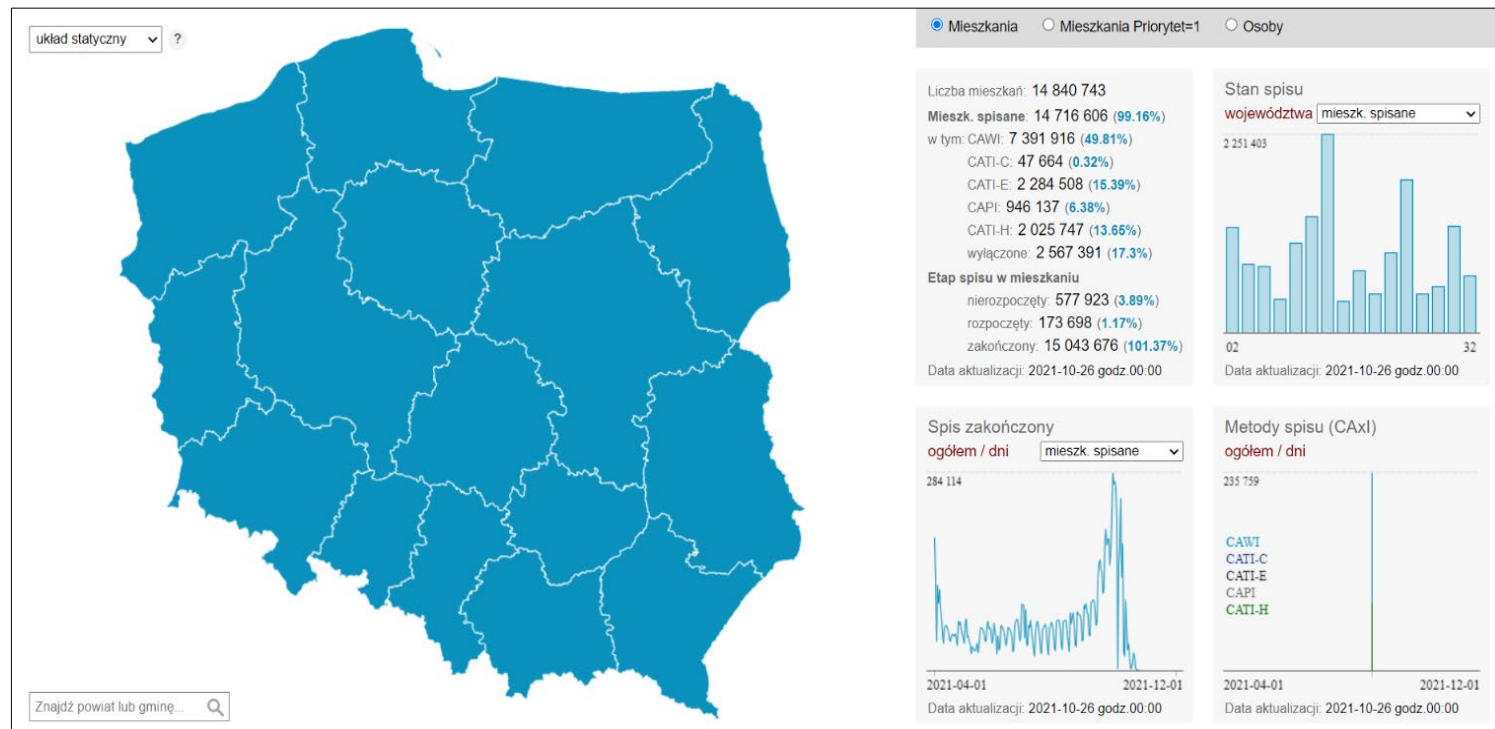 układ statyczny ?
Mieszkania Mieszkania Priorytet=1 Osoby
Liczba mieszkań: 14 840 743
Mieszk. spisane: 14 716 606 (99.16%)
w tym: CAWI: 7 391 916 (49.81%)
CATI-C: 47 664 (0.32%)
CATI-E: 2 284 508 (15.39%)
CAPI: 946 137 (6.38%)
CATI-H: 2 025 747 (13.65%)
wyłączone: 2 567 391 (17.3%)
Etap spisu w mieszkaniu
nierozpoczęty: 577 923 (3.89%)
rozpoczęty: 173 698 (1.17%)
zakończony: 15 043 676 (101.37%)
Data aktualizacji: 2021-10-26 godz.00:00
Stan spisu
województwa mieszk. spisane
2 251 403
02 32
Data aktualizacji: 2021-10-26 godz.00:00
Spis zakończony
ogółem / dni mieszk. spisane
284 114
2021-04-01 2021-12-01
Data aktualizacji: 2021-10-26 godz.00:00
Metody spisu (CAxI)
ogółem / dni
235 759
CAWI
CATI-C
CATI-E
CAPI
CATI-H
2021-04-01 2021-12-01
Data aktualizacji: 2021-10-26 godz.00:00
Znajdź powiat lub gminę...